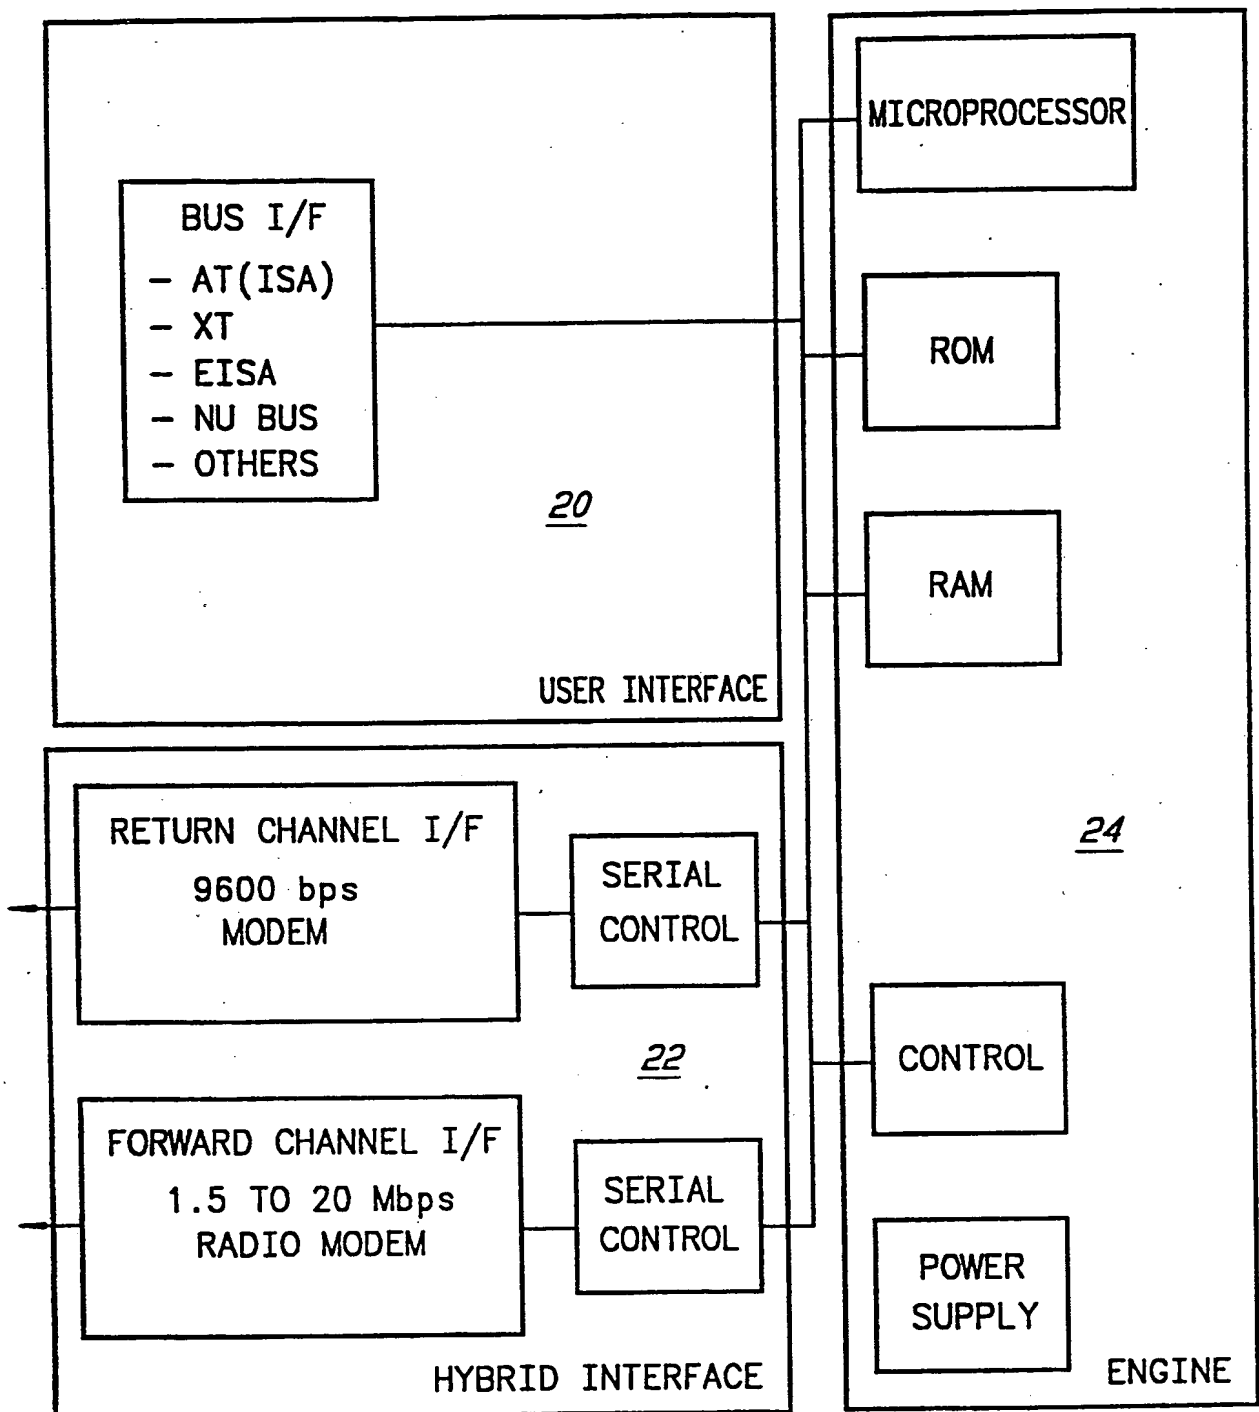 BUS I/F
- AT(ISA)
- XT
- EISA
- NU BUS
- OTHERS
20
USER INTERFACE
RETURN CHANNEL I/F
9600 bps
MODEM
SERIAL
CONTROL
22
FORWARD CHANNEL I/F
1.5 TO 20 Mbps
RADIO MODEM
SERIAL
CONTROL
HYBRID INTERFACE
MICROPROCESSOR
ROM
RAM
24
CONTROL
POWER
SUPPLY
ENGINE